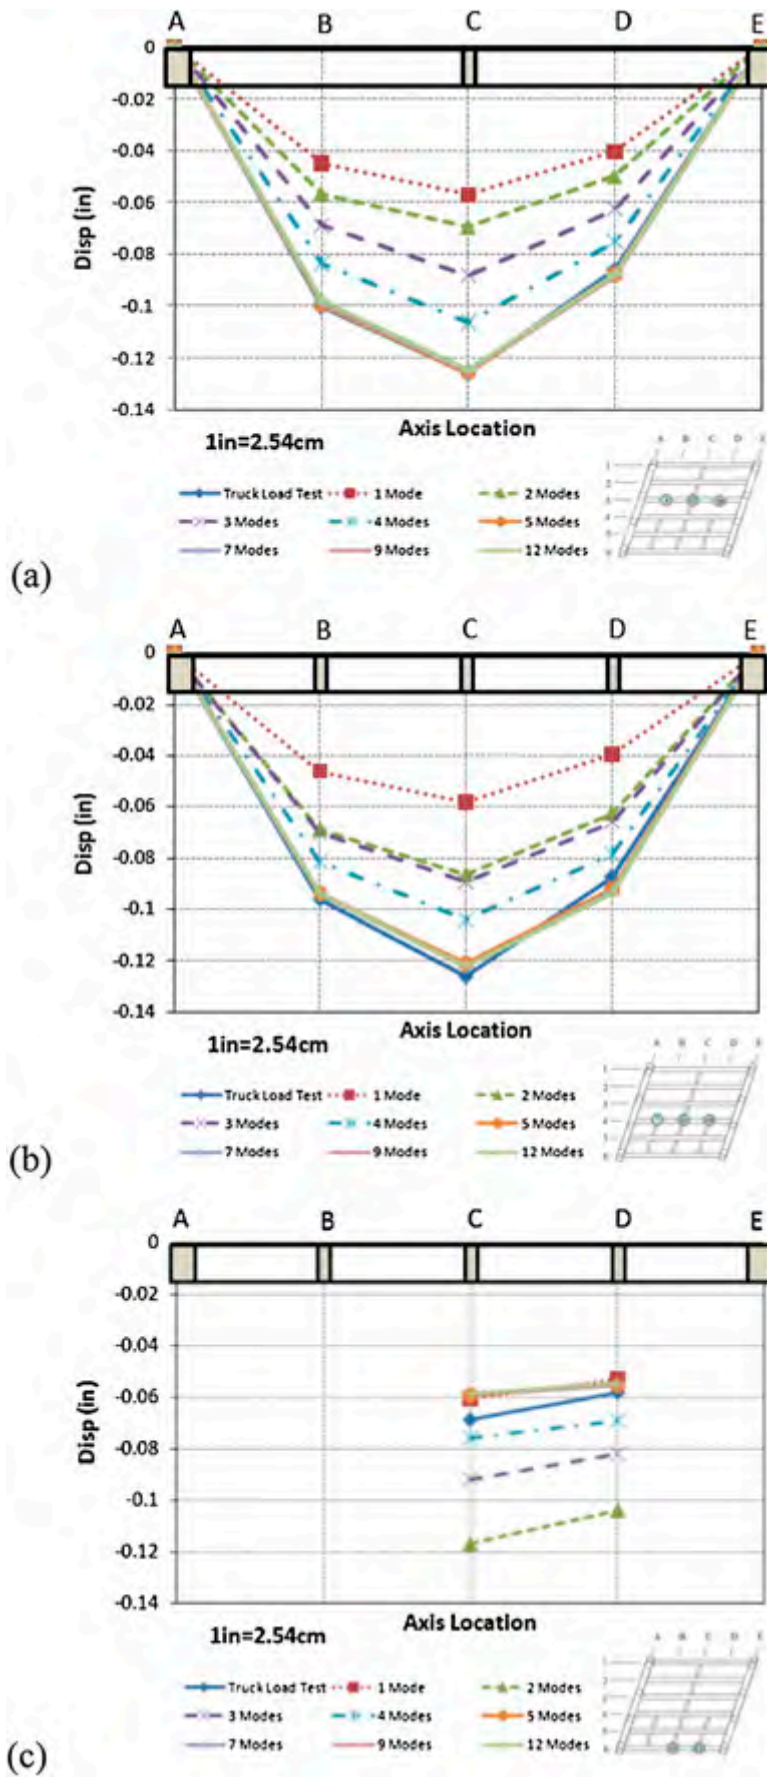 A B C D E
0
-0.02
-0.04
-0.06
-0.08
-0.1
-0.12
-0.14
Disp (in)
Axis Location
1in=2.54cm
A B C D E
Truck Load Test 1 Mode 2 Modes
3 Modes 4 Modes 5 Modes
7 Modes 9 Modes 12 Modes
(a)
A B C D E
0
-0.02
-0.04
-0.06
-0.08
-0.1
-0.12
-0.14
Disp (in)
Axis Location
1in=2.54cm
A B C D E
Truck Load Test 1 Mode 2 Modes
3 Modes 4 Modes 5 Modes
7 Modes 9 Modes 12 Modes
(b)
A B C D E
0
-0.02
-0.04
-0.06
-0.08
-0.1
-0.12
-0.14
Disp (in)
Axis Location
1in=2.54cm
A B C D E
Truck Load Test 1 Mode 2 Modes
3 Modes 4 Modes 5 Modes
7 Modes 9 Modes 12 Modes
(c)